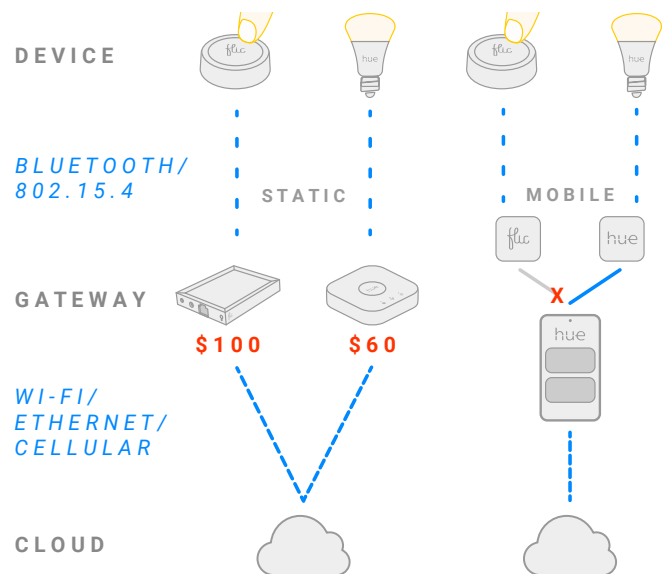 DEVICE
flic
hue
flic
hue
BLUETOOTH/
802.15.4
STATIC
MOBILE
flic
hue
GATEWAY
hue
X
hue
$100
$60
WI-FI/
ETHERNET/
CELLULAR
CLOUD